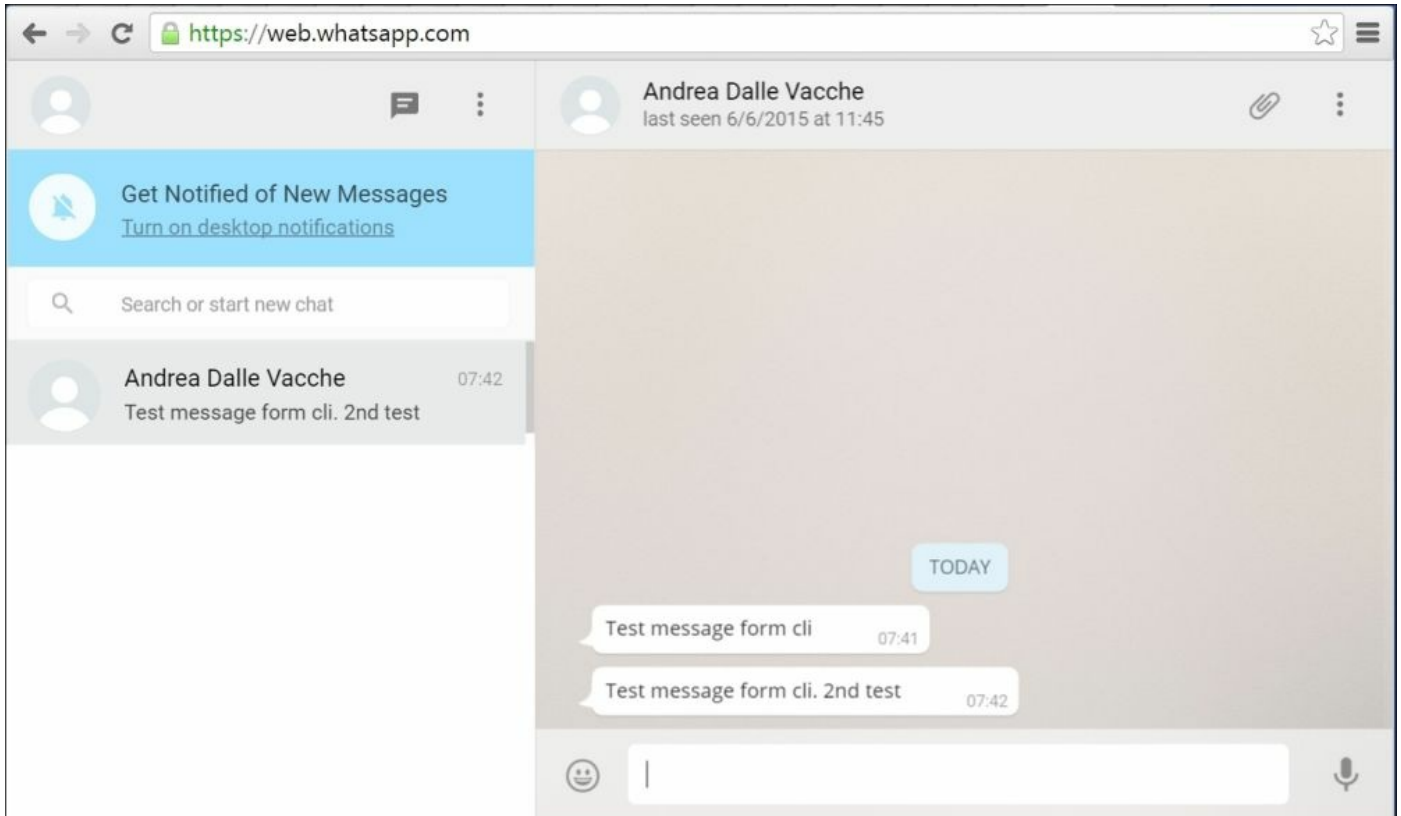 https://web.whatsapp.com
Andrea Dalle Vacche
last seen 6/6/2015 at 11:45
Get Notified of New Messages
Turn on desktop notifications
Search or start new chat
Andrea Dalle Vacche 07:42
Test message form cli. 2nd test
TODAY
Test message form cli 07:41
Test message form cli. 2nd test 07:42